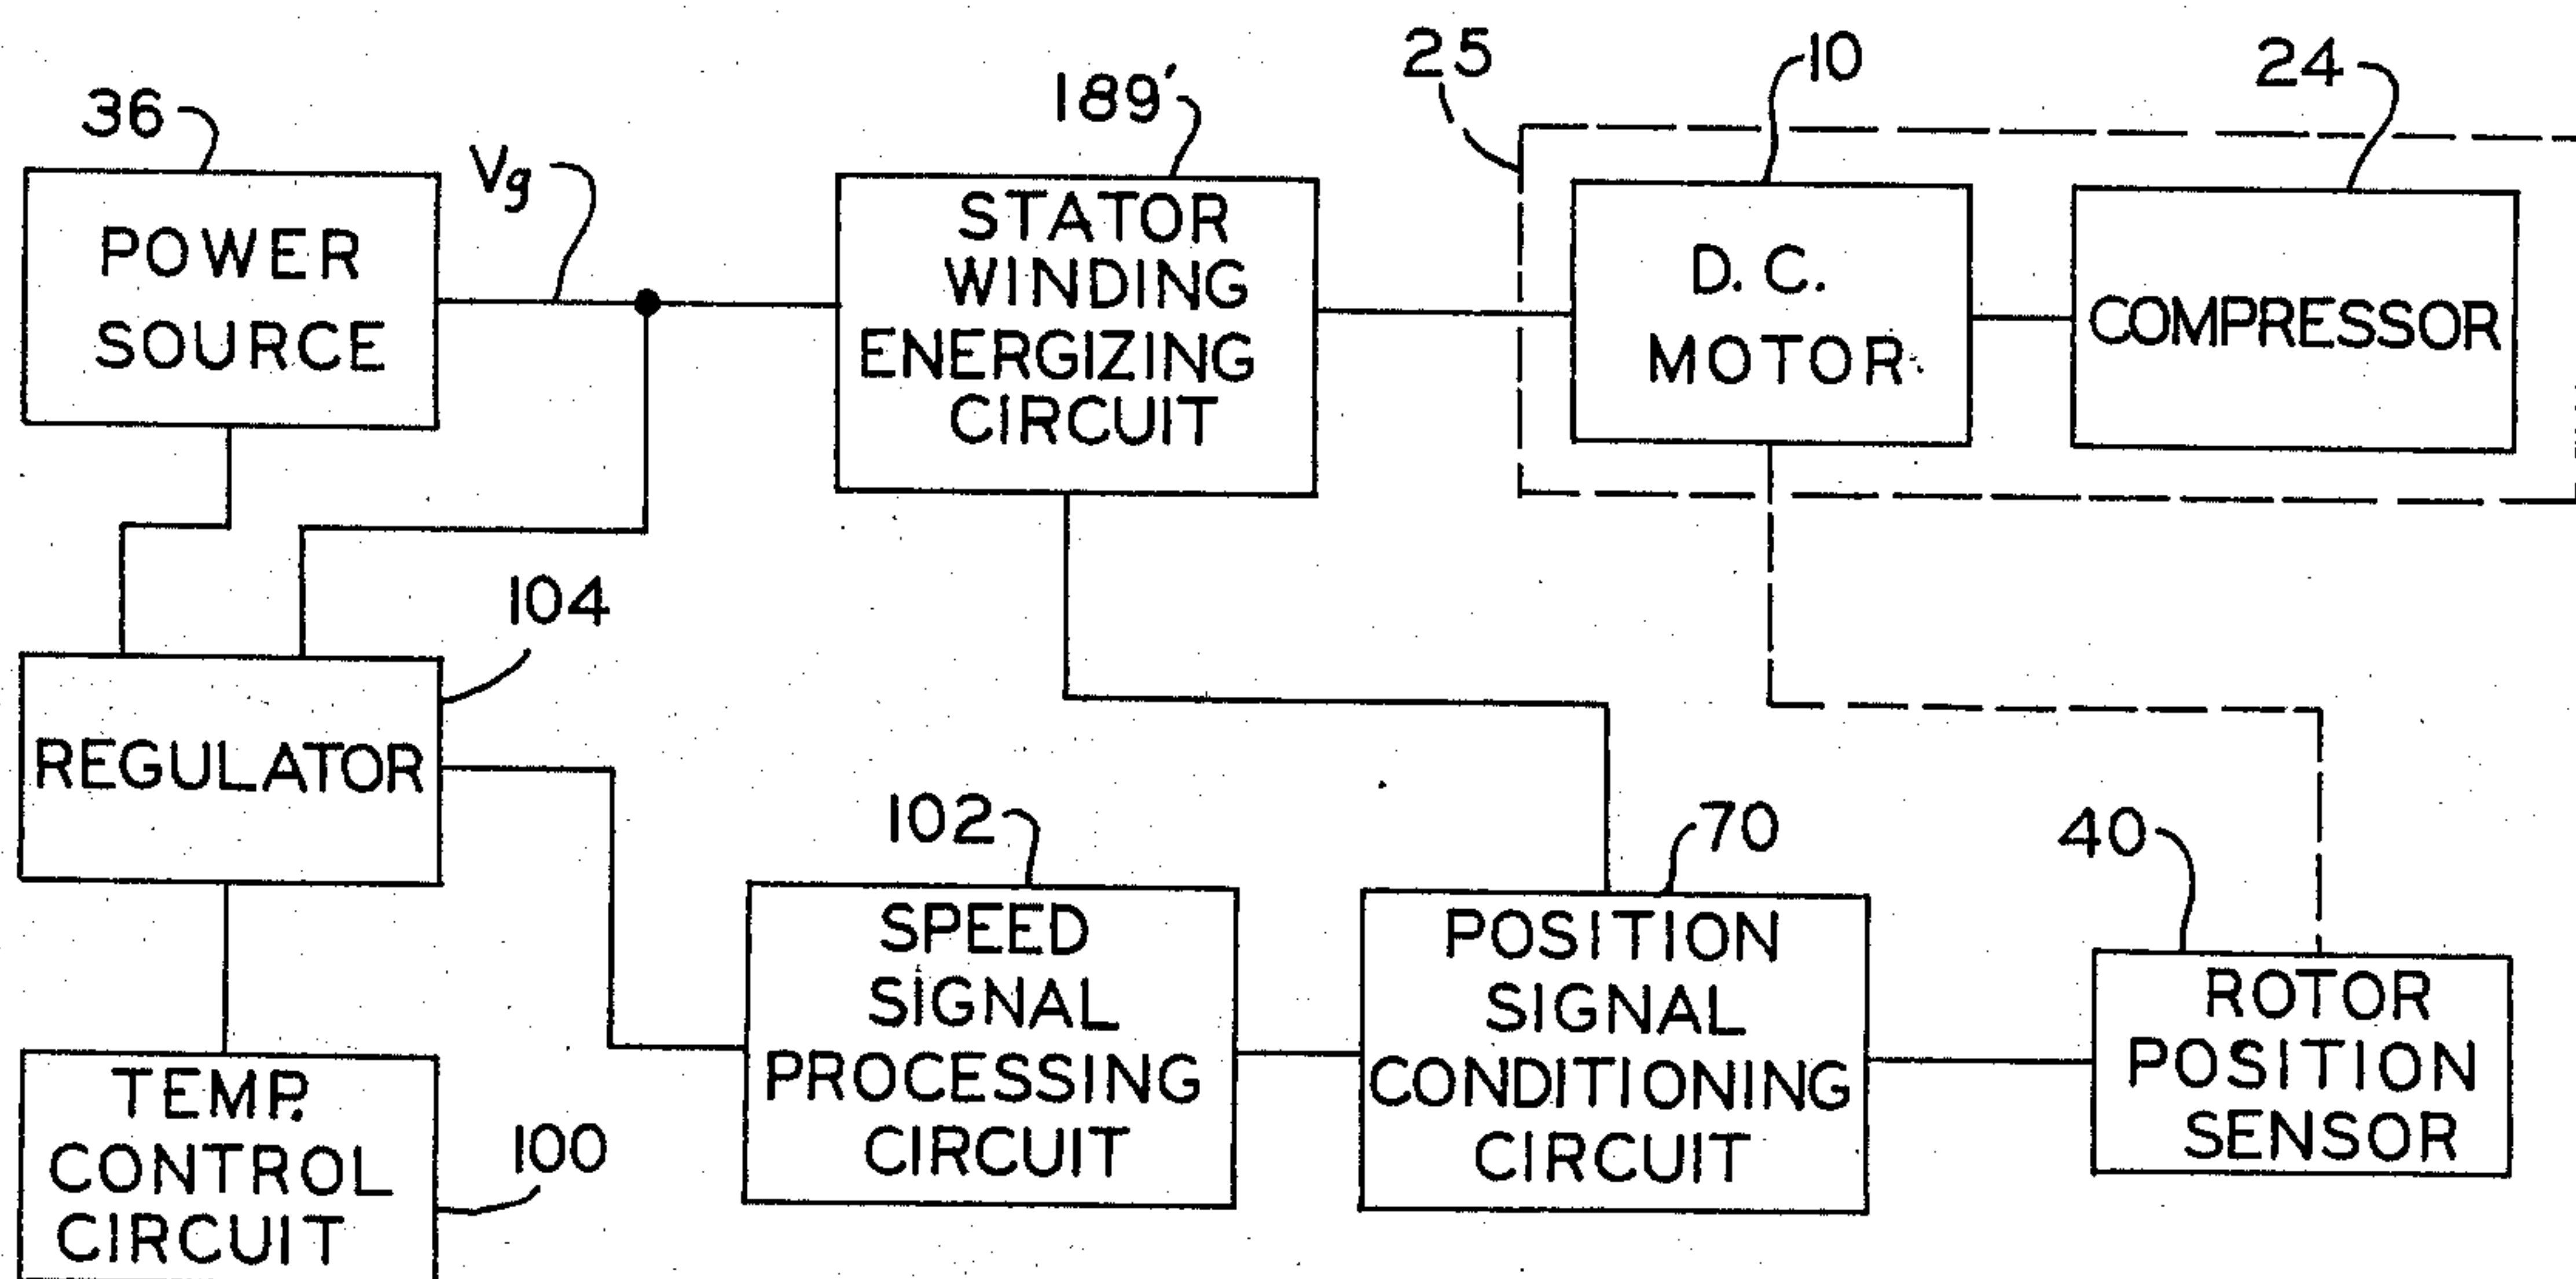 36
Vg
189'
25
10
24
POWER
SOURCE
STATOR
WINDING
ENERGIZING
CIRCUIT
D. C.
MOTOR
COMPRESSOR
104
REGULATOR
102
70
40
SPEED
SIGNAL
PROCESSING
CIRCUIT
POSITION
SIGNAL
CONDITIONING
CIRCUIT
ROTOR
POSITION
SENSOR
TEMP.
CONTROL
CIRCUIT
100